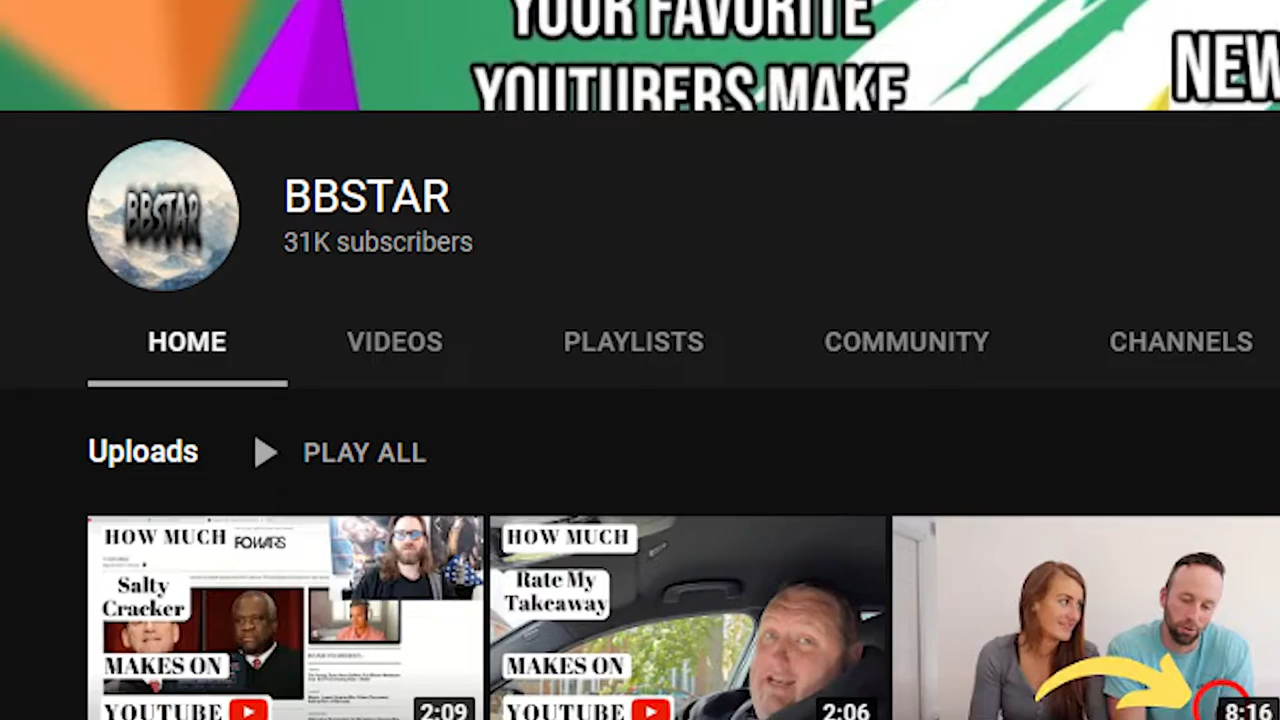 YOUR FAVORITE
YOUTUBERS MAKE
NEW
BBSTAR
BBSTAR
31K subscribers
HOME
VIDEOS
PLAYLISTS
COMMUNITY
CHANNELS
Uploads
PLAY ALL
HOW MUCH
Salty
Cracker
MAKES ON
YOUTUBE
2:09
HOW MUCH
Rate My
Takeaway
MAKES ON
YOUTUBE
2:06
8:16